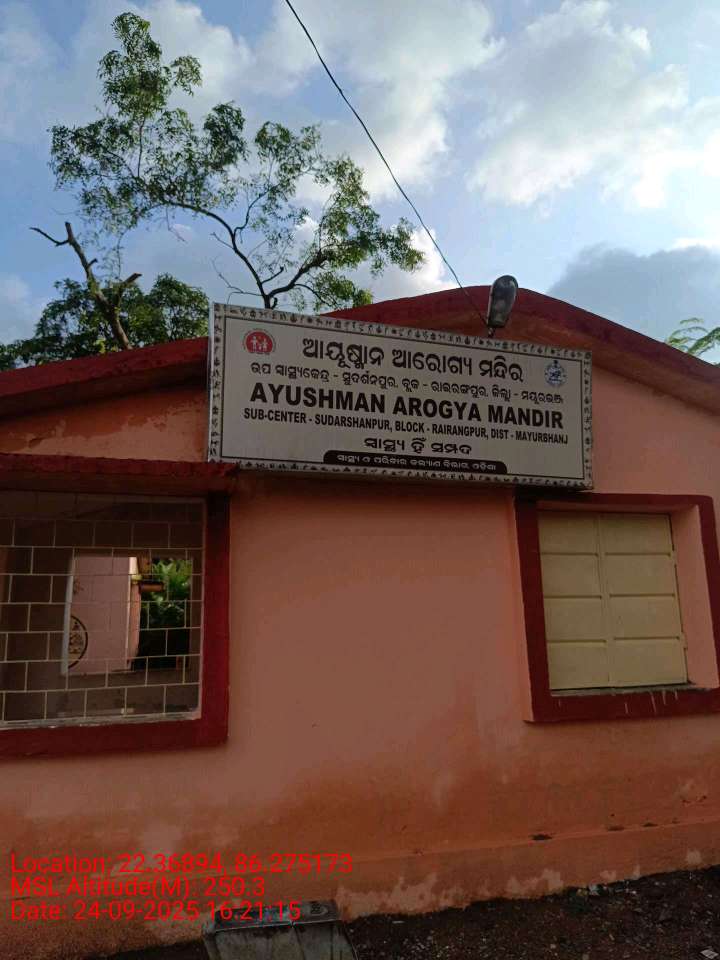 ଆୟୁଷ୍ମାନ ଆରୋଗ୍ୟ ମନ୍ଦିର
ଉପ ସ୍ୱାସ୍ଥ୍ୟକେନ୍ଦ୍ର - ସୁଦର୍ଶନପୁର, ବ୍ଲକ - ରାଇରଙ୍ଗପୁର, ଜିଲ୍ଲା - ମୟୂରଭଞ୍ଜ
AYUSHMAN AROGYA MANDIR
SUB-CENTER - SUDARSHANPUR, BLOCK - RAIRANGPUR, DIST - MAYURBHANJ
ସ୍ୱାସ୍ଥ୍ୟ ହିଁ ସମ୍ପଦ
ସ୍ୱାସ୍ଥ୍ୟ ଓ ପରିବାର କଲ୍ୟାଣ ବିଭାଗ, ଓଡ଼ିଶା
Location: 22.36894, 86.275173
MSL Altitude(M): 250.3
Date: 24-09-2025 16:21:15